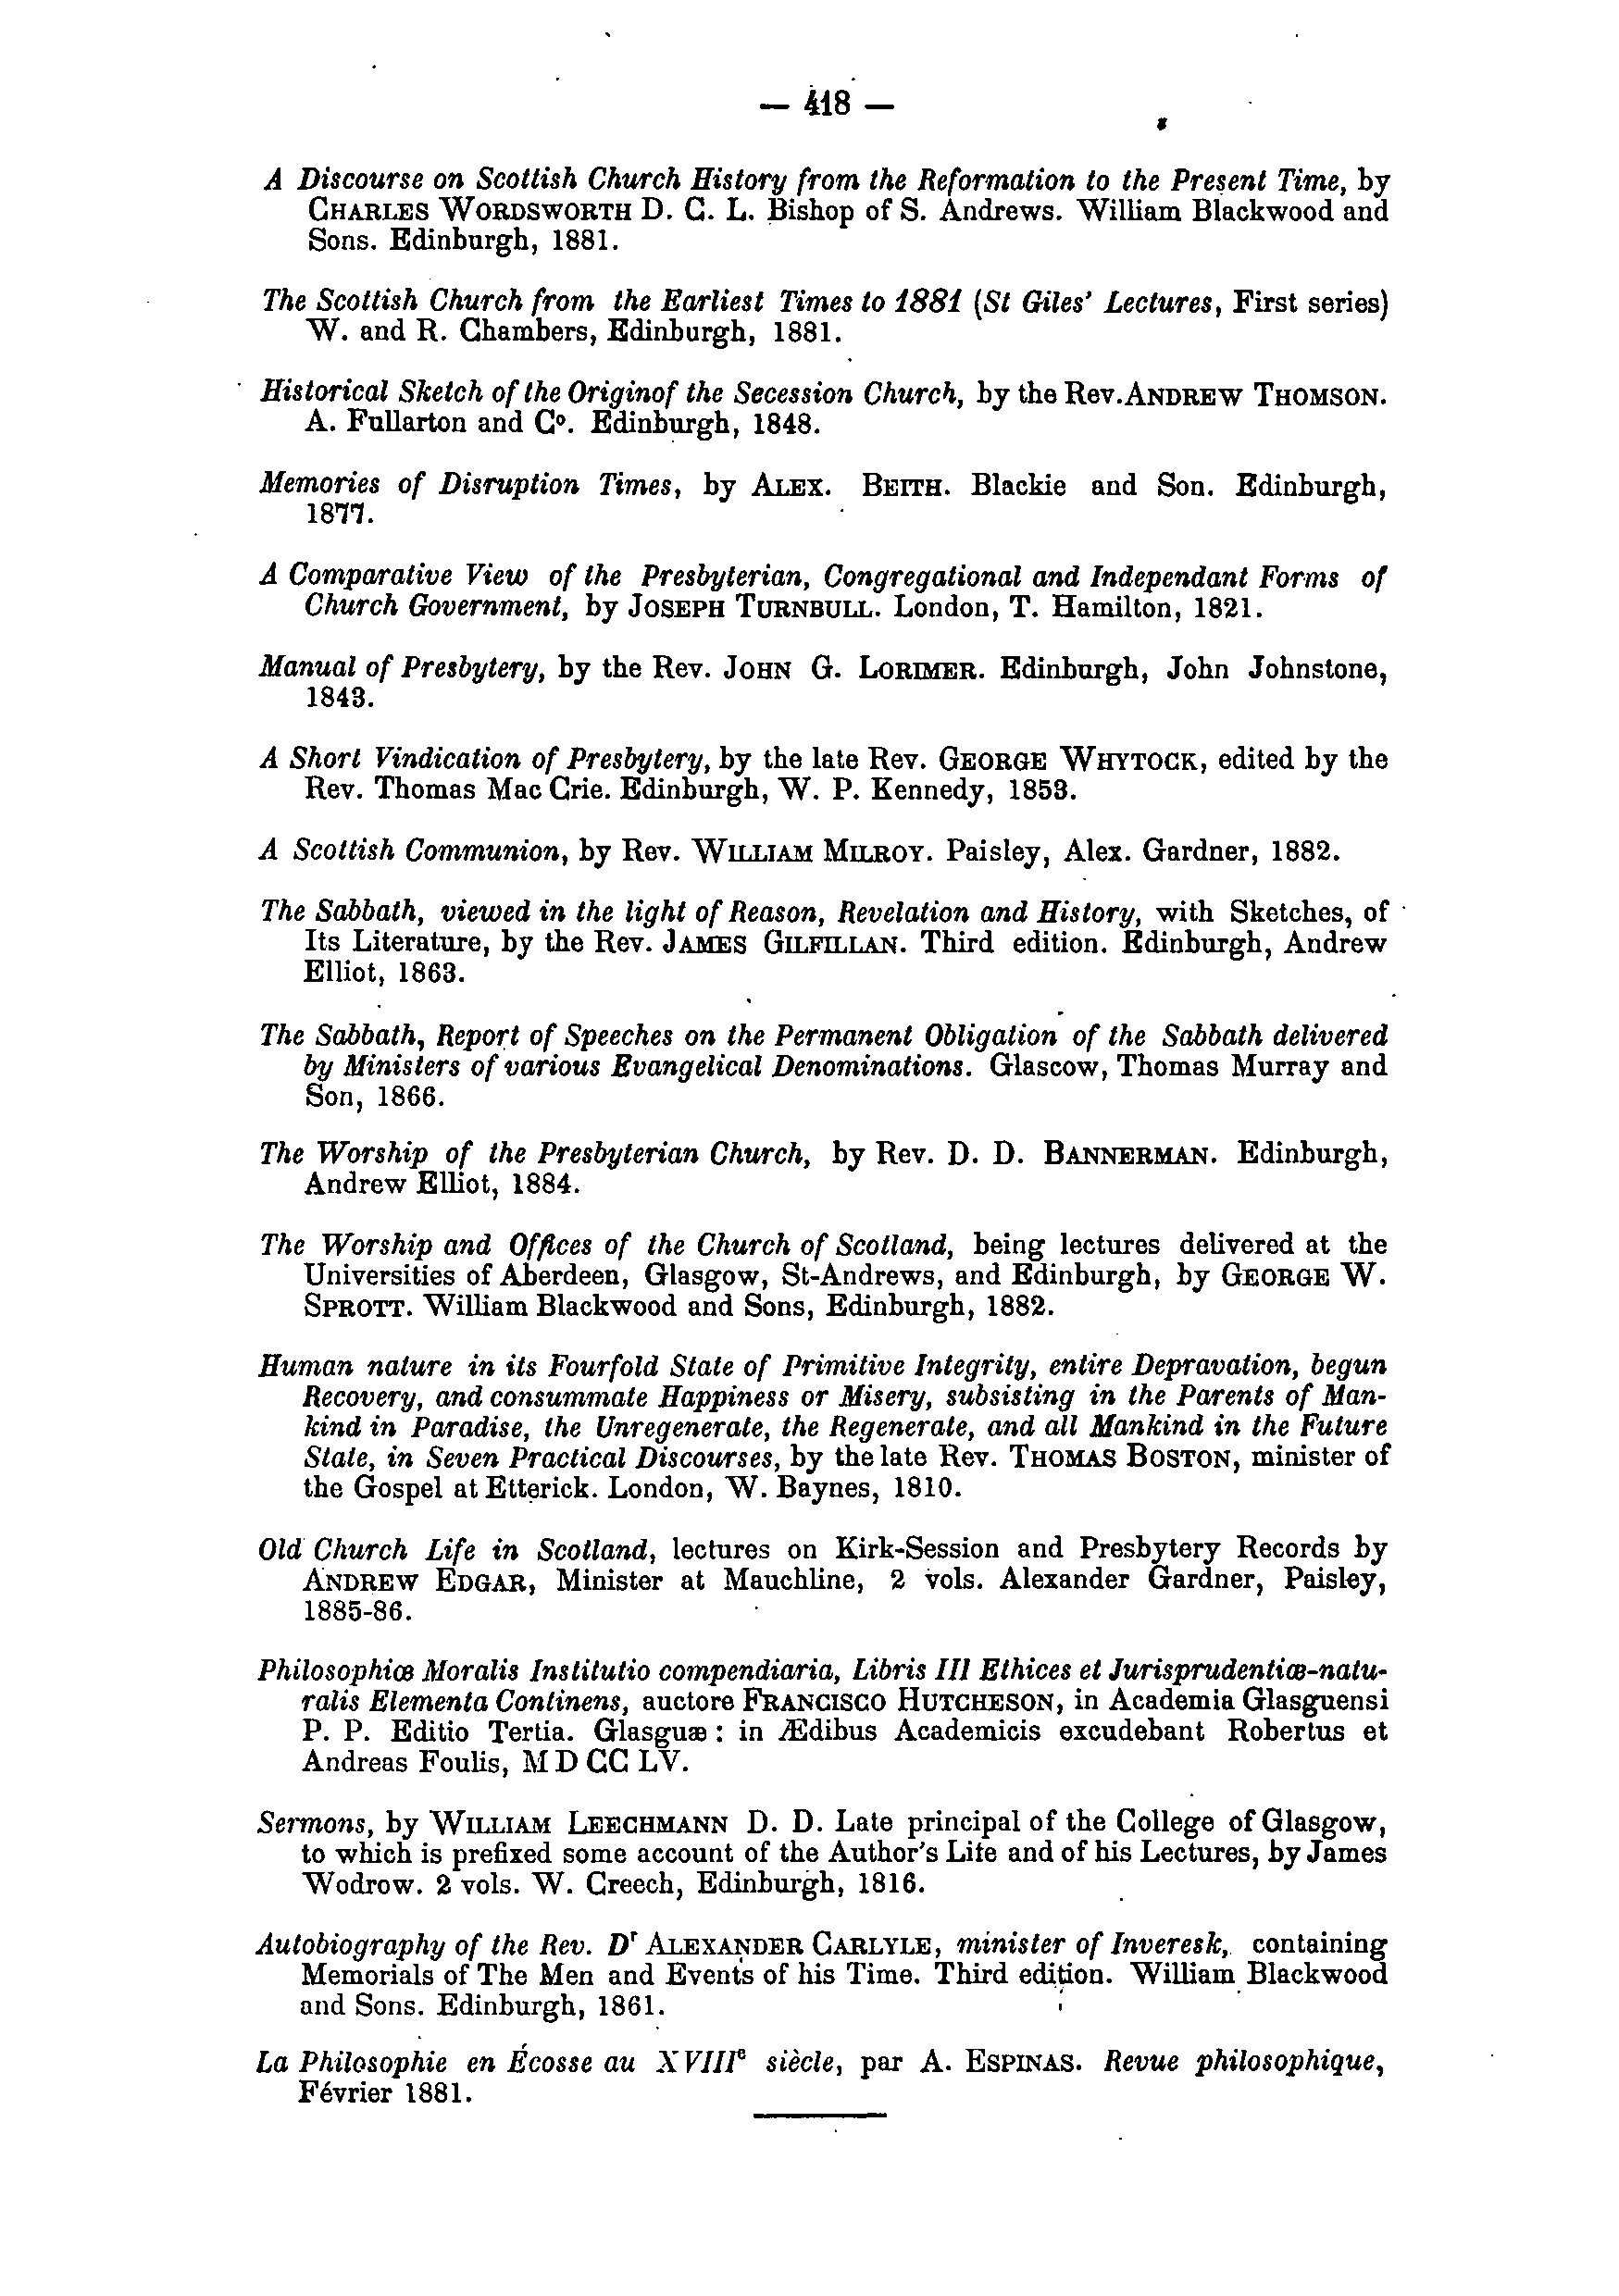 — 418 —
A Discourse on Scottish Church History from the Reformation to the Present Time, by
CHARLES WORDSWORTH D. C. L. Bishop of S. Andrews. William Blackwood and
Sons. Edinburgh, 1881.
The Scottish Church from the Earliest Times to 1881 (St Giles' Lectures, First series)
W. and R. Chambers, Edinburgh, 1881.
Historical Sketch of the Originof the Secession Church, by the Rev. ANDREW THOMSON.
A. Fullarton and Cº. Edinburgh, 1848.
Memories of Disruption Times, by ALEX. BEITH. Blackie and Son. Edinburgh,
1877.
A Comparative View of the Presbyterian, Congregational and Independant Forms of
Church Government, by JOSEPH TURNBULL. London, T. Hamilton, 1821.
Manual of Presbytery, by the Rev. JOHN G. LORIMER. Edinburgh, John Johnstone,
1843.
A Short Vindication of Presbytery, by the late Rev. GEORGE WHYTOCK, edited by the
Rev. Thomas Mac Crie. Edinburgh, W. P. Kennedy, 1853.
A Scottish Communion, by Rev. WILLIAM MILROY. Paisley, Alex. Gardner, 1882.
The Sabbath, viewed in the light of Reason, Revelation and History, with Sketches, of
Its Literature, by the Rev. JAMES GILFILLAN. Third edition. Edinburgh, Andrew
Elliot, 1863.
The Sabbath, Report of Speeches on the Permanent Obligation of the Sabbath delivered
by Ministers of various Evangelical Denominations. Glascow, Thomas Murray and
Son, 1866.
The Worship of the Presbyterian Church, by Rev. D. D. BANNERMAN. Edinburgh,
Andrew Elliot, 1884.
The Worship and Offices of the Church of Scotland, being lectures delivered at the
Universities of Aberdeen, Glasgow, St-Andrews, and Edinburgh, by GEORGE W.
SPROTT. William Blackwood and Sons, Edinburgh, 1882.
Human nature in its Fourfold State of Primitive Integrity, entire Depravation, begun
Recovery, and consummate Happiness or Misery, subsisting in the Parents of Man-
kind in Paradise, the Unregenerate, the Regenerate, and all Mankind in the Future
State, in Seven Practical Discourses, by the late Rev. THOMAS BOSTON, minister of
the Gospel at Etterick. London, W. Baynes, 1810.
Old Church Life in Scotland, lectures on Kirk-Session and Presbytery Records by
ANDREW EDGAR, Minister at Mauchline, 2 vols. Alexander Gardner, Paisley,
1885-86.
Philosophiœ Moralis Institutio compendiaria, Libris III Ethices et Jurisprudentiœ-natu-
ralis Elementa Continens, auctore FRANCISCO HUTCHESON, in Academia Glasguensi
P. P. Editio Tertia. Glasguæ : in Ædibus Academicis excudebant Robertus et
Andreas Foulis, M D CC LV.
Sermons, by WILLIAM LEECHMANN D. D. Late principal of the College of Glasgow,
to which is prefixed some account of the Author's Life and of his Lectures, by James
Wodrow. 2 vols. W. Creech, Edinburgh, 1816.
Autobiography of the Rev. Dr ALEXANDER CARLYLE, minister of Inveresk, containing
Memorials of The Men and Events of his Time. Third edition. William Blackwood
and Sons. Edinburgh, 1861.
La Philosophie en Écosse au XVIIIe siècle, par A. ESPINAS. Revue philosophique,
Février 1881.